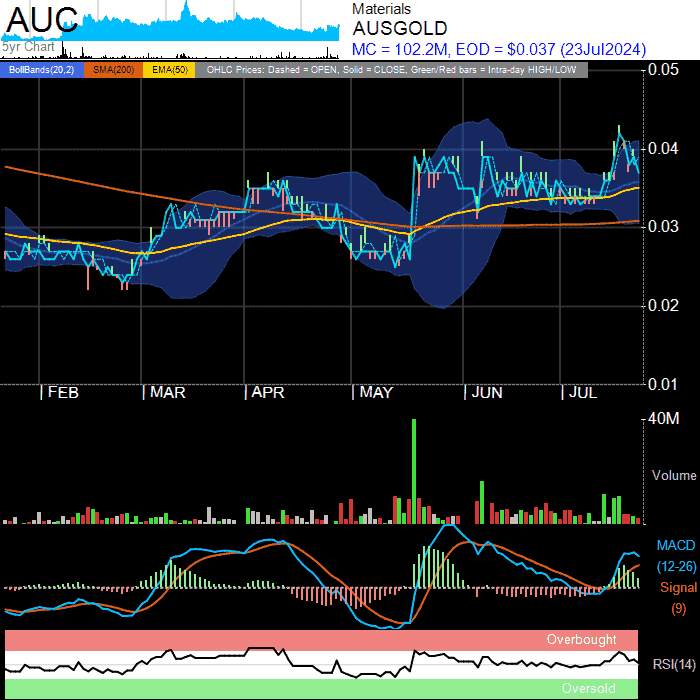 AUC
5yr Chart
Materials
AUSGOLD
MC = 102.2M, EOD = $0.037 (23Jul2024)
BollBands(20,2) SMA(200) EMA(50) OHLC Prices: Dashed = OPEN, Solid = CLOSE, Green/Red bars = Intra-day HIGH/LOW
0.05
0.04
0.03
0.02
0.01
FEB MAR APR MAY JUN JUL
40M
Volume
MACD
(12-26)
Signal
(9)
Overbought
RSI(14)
Oversold